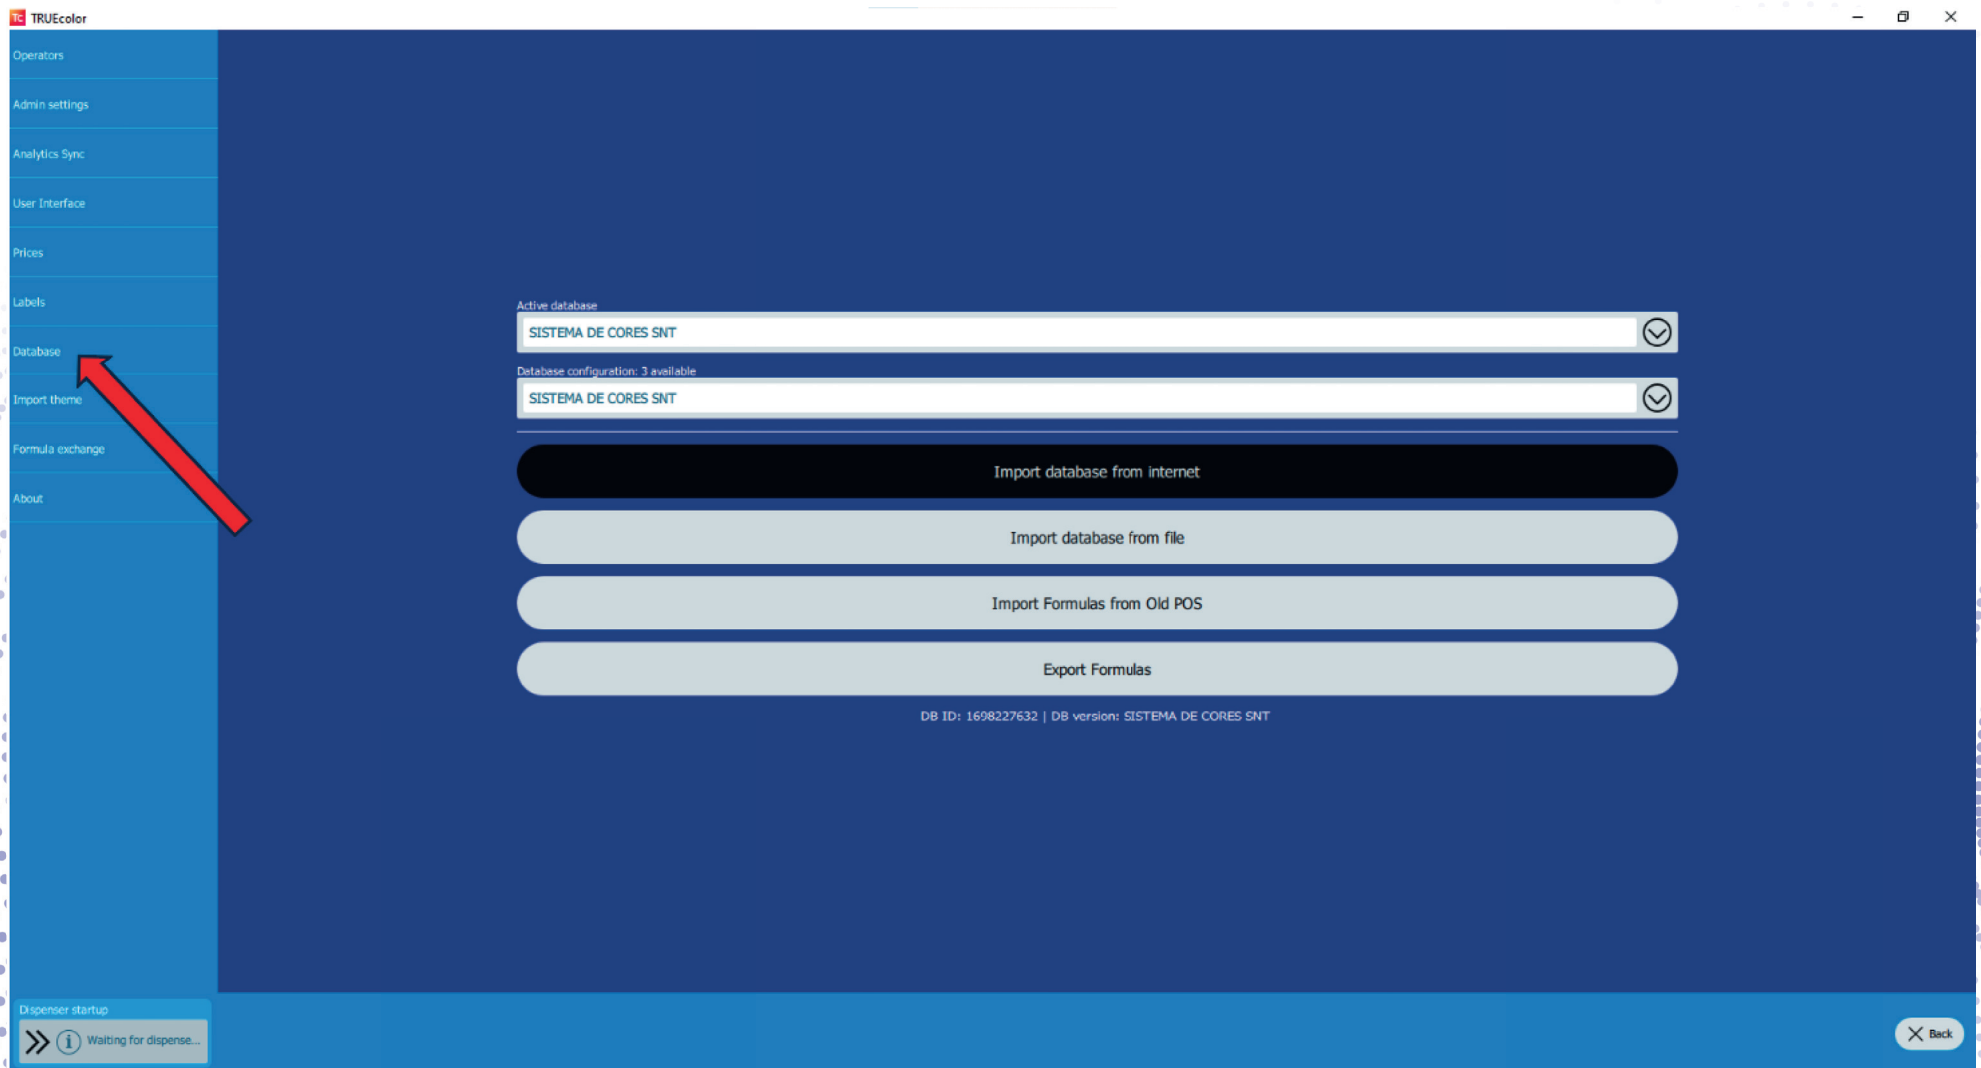 TC TRUEcolor
Operators
Admin settings
Analytics Sync
User Interface
Prices
Labels
Database
Import theme
Formula exchange
About
Active database
SISTEMA DE CORES SNT
Database configuration: 3 available
SISTEMA DE CORES SNT
Import database from internet
Import database from file
Import Formulas from Old POS
Export Formulas
DB ID: 1698227632 | DB version: SISTEMA DE CORES SNT
Dispenser startup
Waiting for dispense...
Back